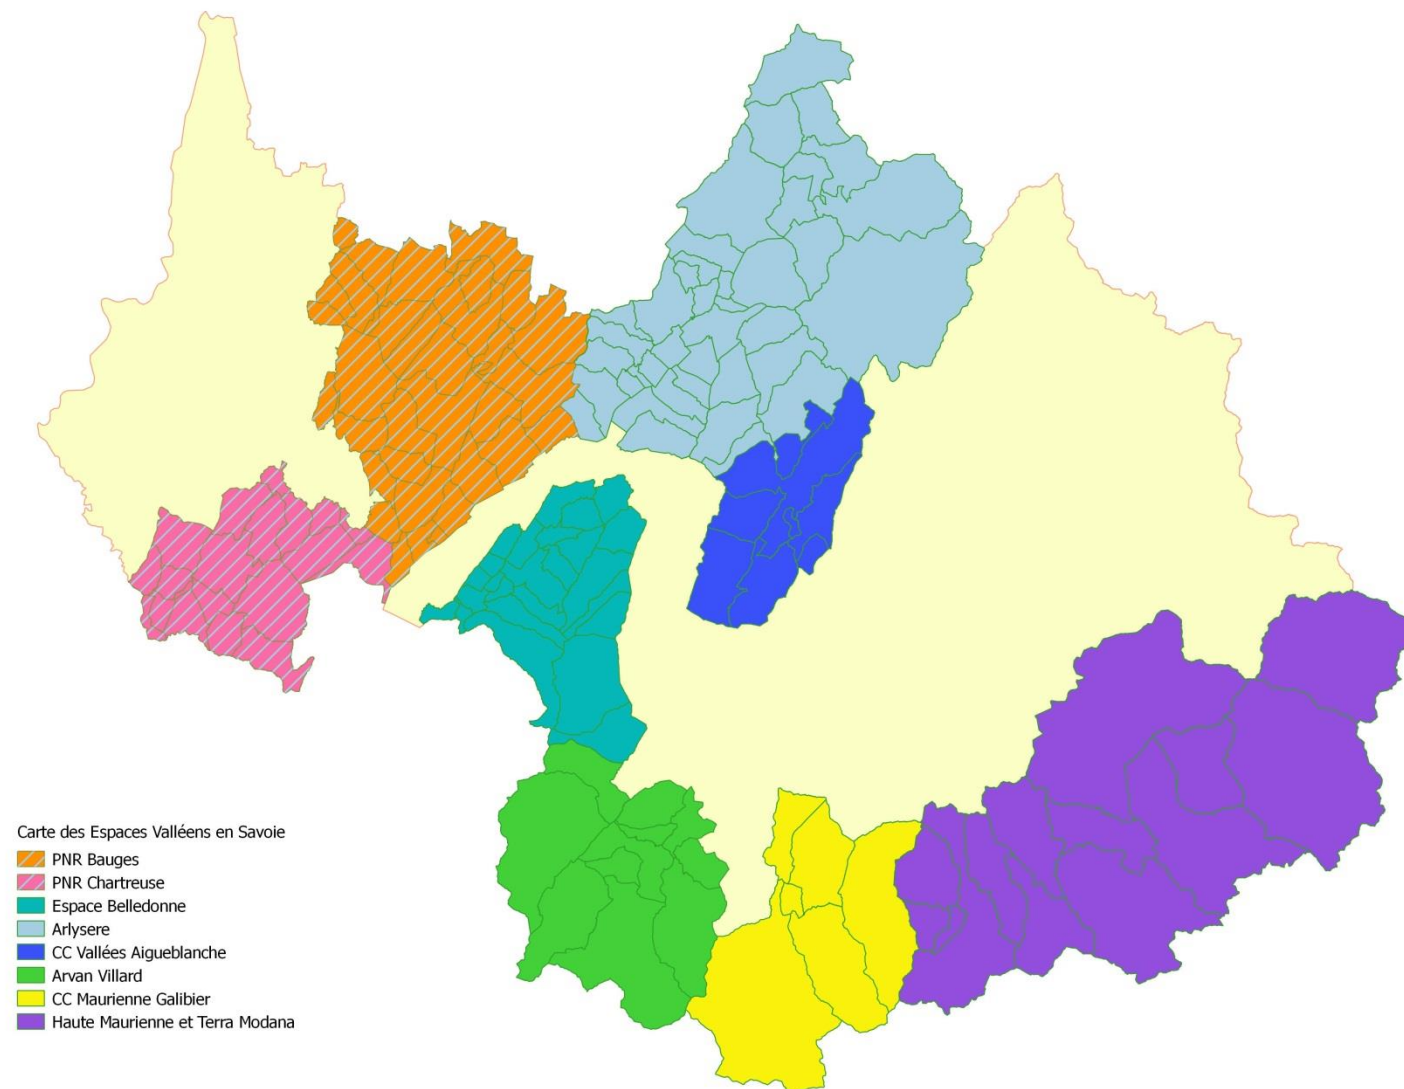 Carte des Espaces Valléens en Savoie
PNR Bauges
PNR Chartreuse
Espace Belledonne
Arlysere
CC Vallées Aigueblanche
Arvan Villard
CC Maurienne Galibier
Haute Maurienne et Terra Modana